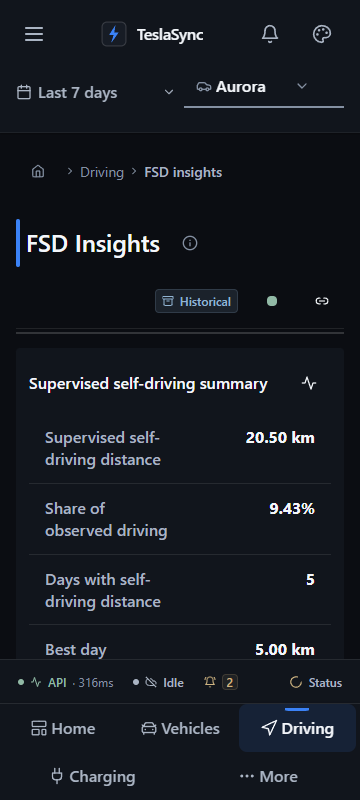 TeslaSync
Last 7 days
Aurora
Driving
FSD insights
FSD Insights
Historical
Supervised self-driving summary
Supervised self-
driving distance
20.50 km
Share of
observed driving
9.43%
Days with self-
driving distance
5
Best day
5.00 km
API · 316ms
Idle
2
Status
Home
Vehicles
Driving
Charging
More